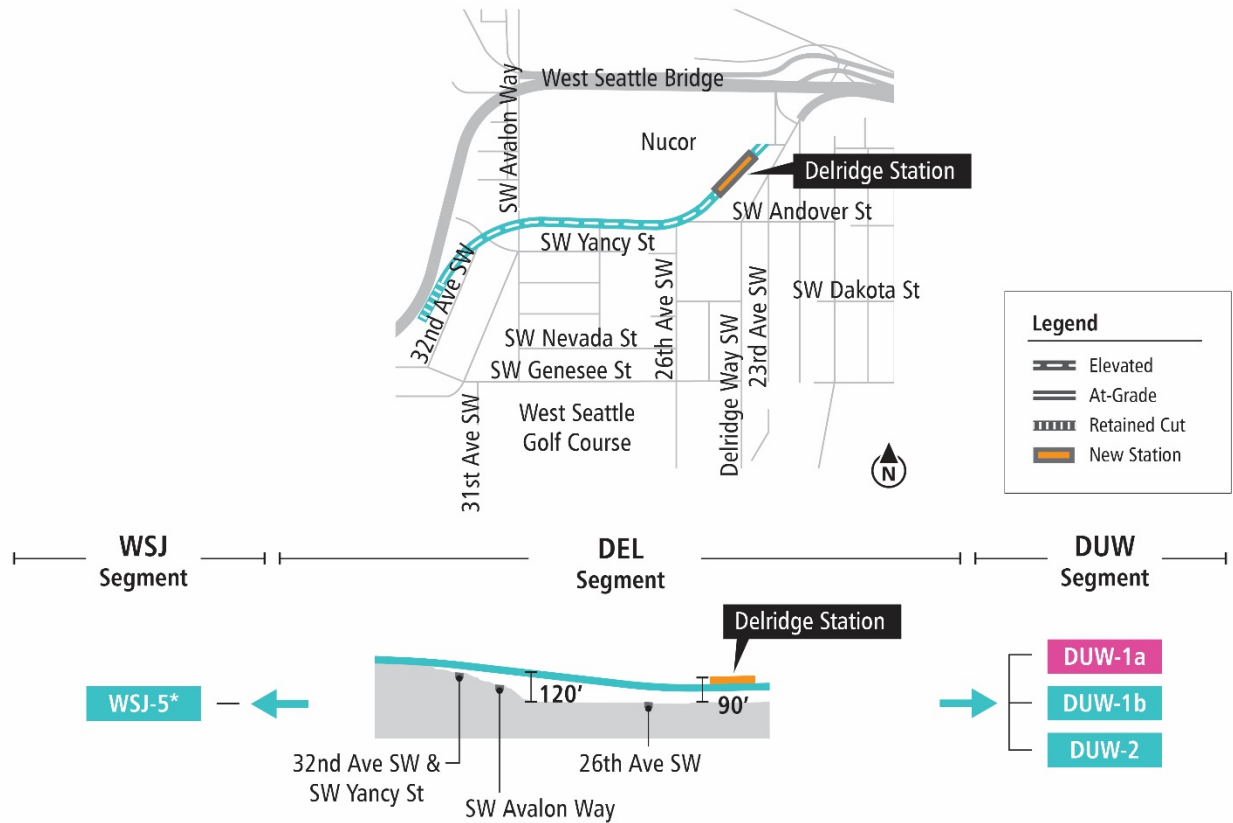 West Seattle Bridge
SW Avalon Way
Nucor
Delridge Station
SW Andover St
SW Yancy St
32nd Ave SW
26th Ave SW
23rd Ave SW
SW Dakota St
SW Nevada St
SW Genesee St
Delridge Way SW
31st Ave SW
West Seattle
Golf Course
N
Legend
Elevated
At-Grade
Retained Cut
New Station
WSJ
Segment
DEL
Segment
DUW
Segment
Delridge Station
WSJ-5*
120’
90’
DUW-1a
DUW-1b
DUW-2
32nd Ave SW &
SW Yancy St
SW Avalon Way
26th Ave SW